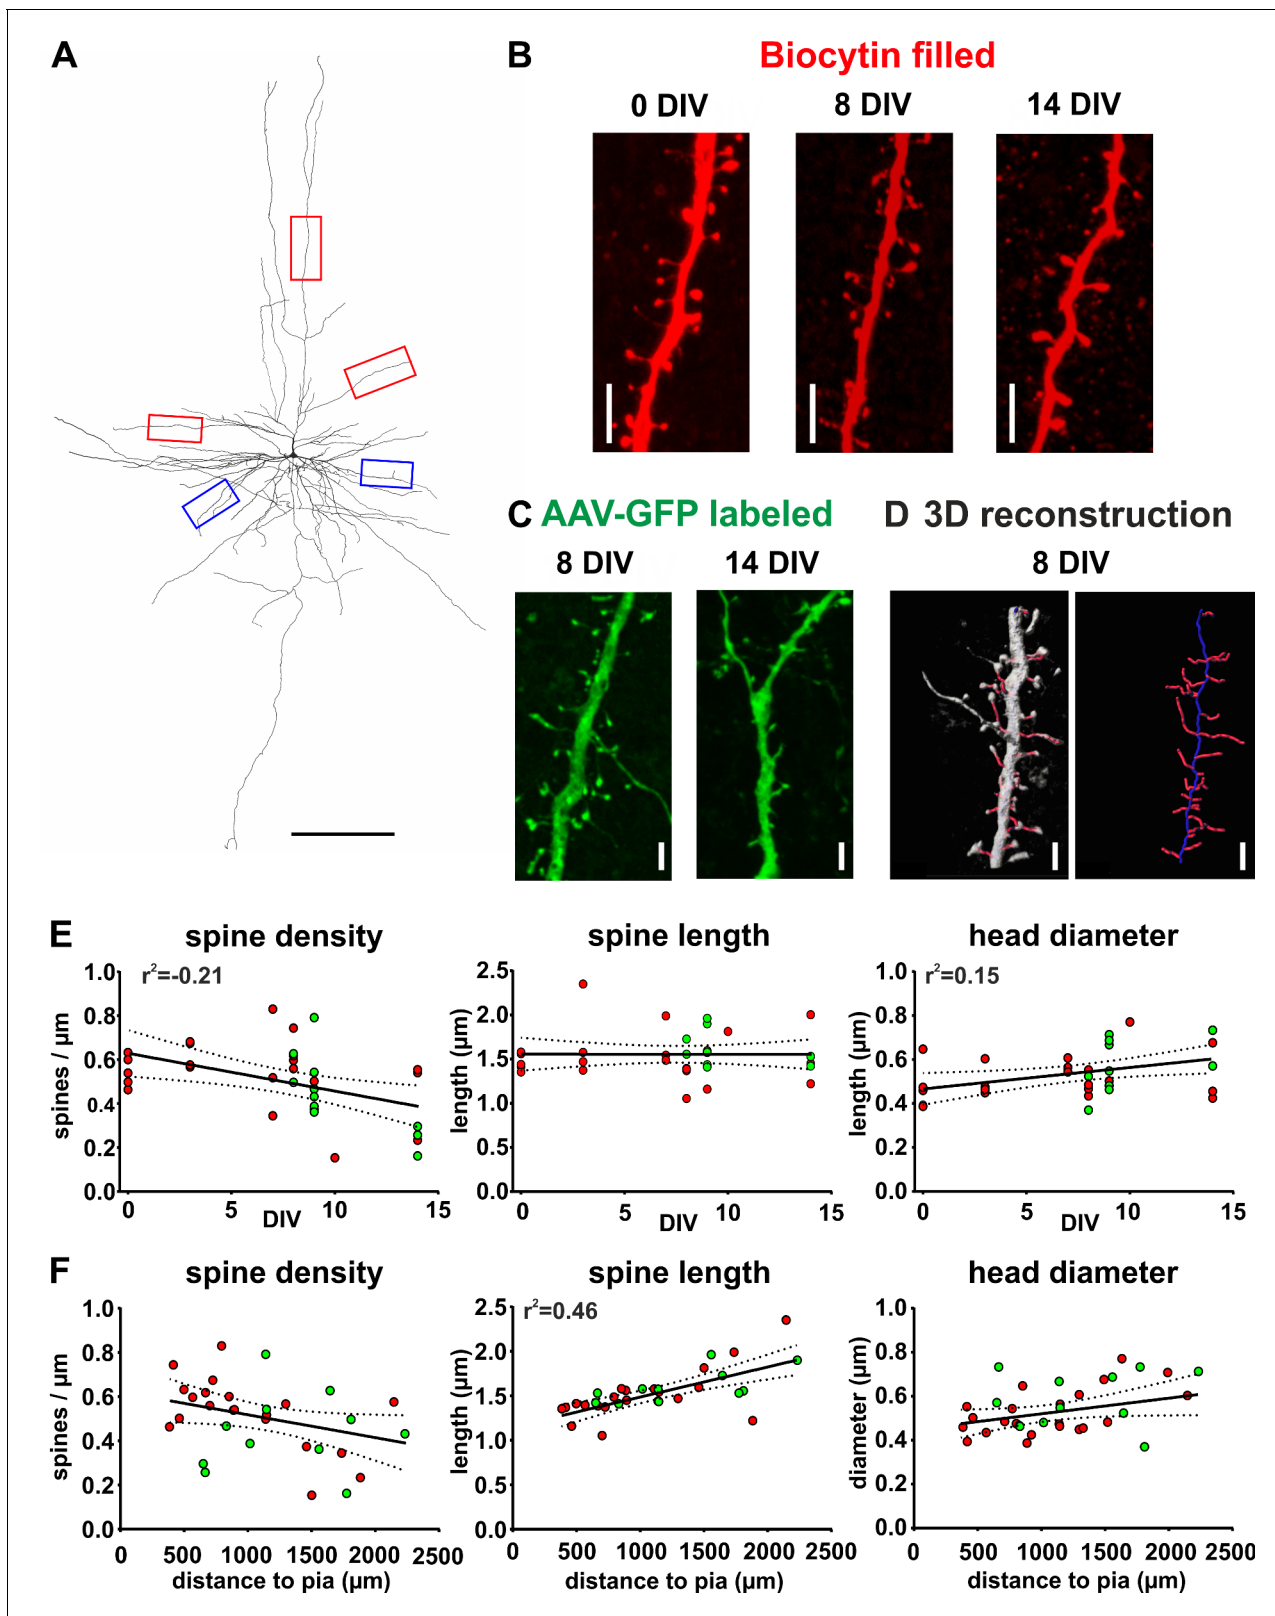 A
B
Biocytin filled
0 DIV 8 DIV 14 DIV
C AAV-GFP labeled
8 DIV 14 DIV
D 3D reconstruction
8 DIV
E
spine density
r²=-0.21
1.0
0.8
0.6
0.4
0.2
0.0
spines / µm
0 5 10 15
DIV
spine length
2.5
2.0
1.5
1.0
0.5
0.0
length (µm)
0 5 10 15
DIV
head diameter
r²=0.15
1.0
0.8
0.6
0.4
0.2
0.0
length (µm)
0 5 10 15
DIV
F
spine density
1.0
0.8
0.6
0.4
0.2
0.0
spines / µm
0 500 1000 1500 2000 2500
distance to pia (µm)
spine length
r²=0.46
2.5
2.0
1.5
1.0
0.5
0.0
length (µm)
0 500 1000 1500 2000 2500
distance to pia (µm)
head diameter
1.0
0.8
0.6
0.4
0.2
0.0
diameter (µm)
0 500 1000 1500 2000 2500
distance to pia (µm)